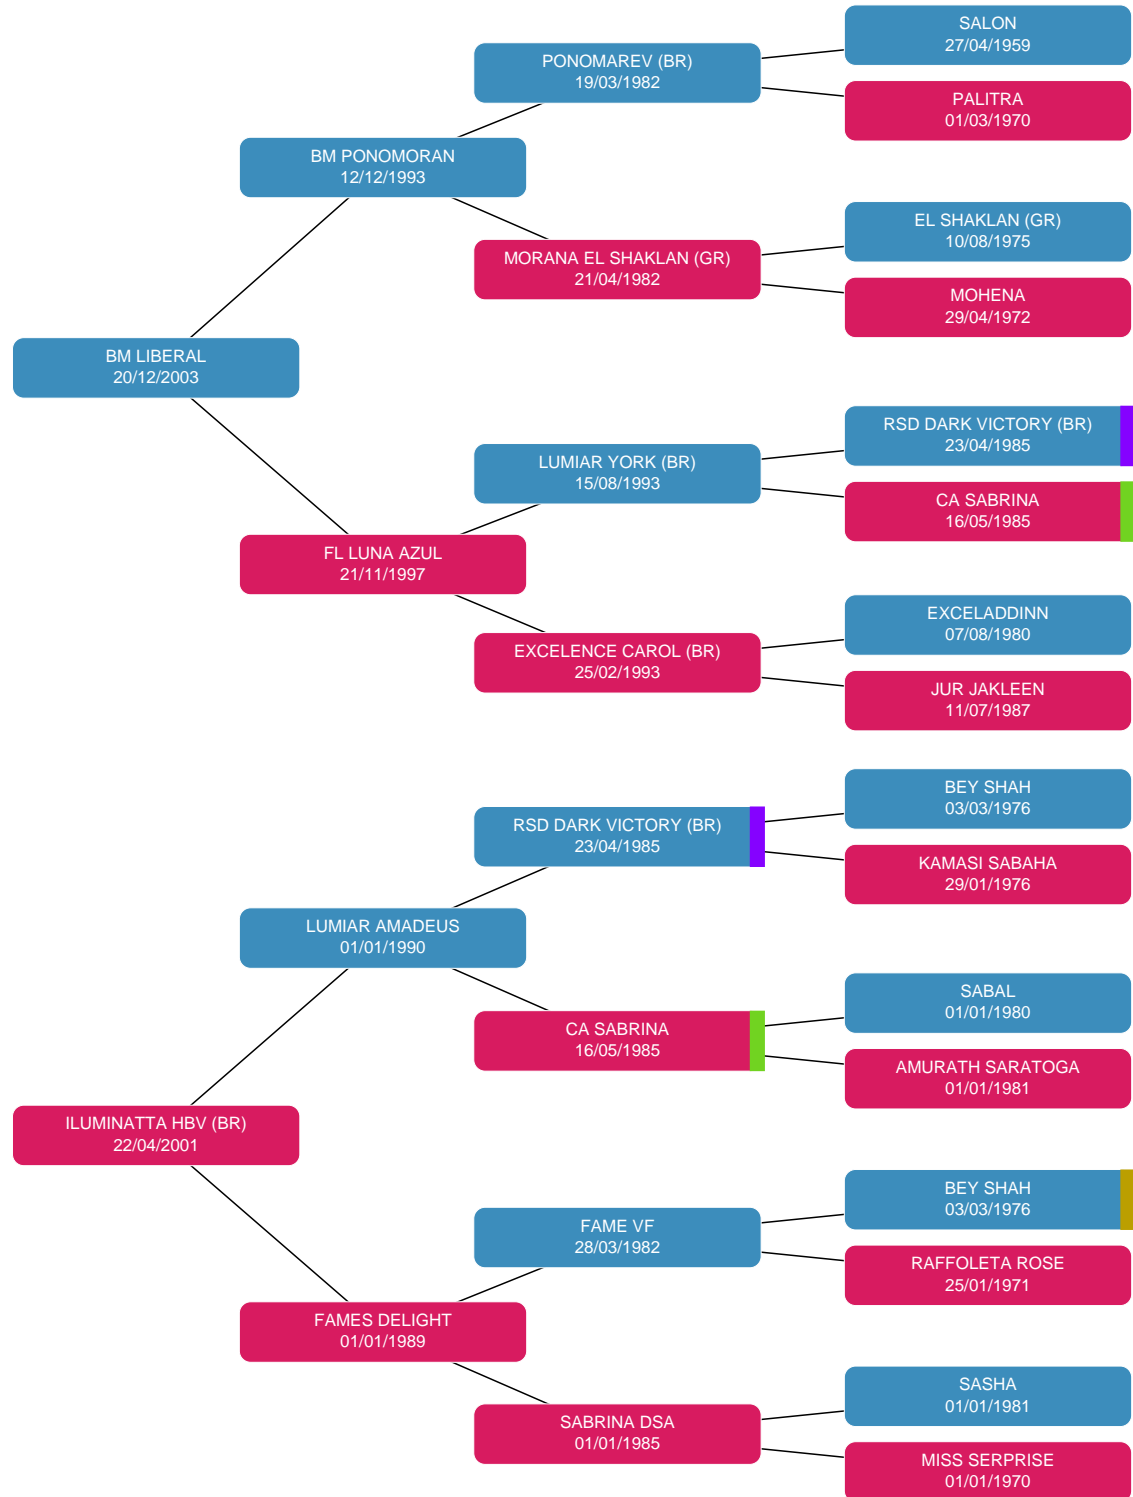 SALON
27/04/1959
PONOMAREV (BR)
19/03/1982
PALITRA
01/03/1970
BM PONOMORAN
12/12/1993
EL SHAKLAN (GR)
10/08/1975
MORANA EL SHAKLAN (GR)
21/04/1982
MOHENA
29/04/1972
BM LIBERAL
20/12/2003
RSD DARK VICTORY (BR)
23/04/1985
LUMIAR YORK (BR)
15/08/1993
CA SABRINA
16/05/1985
FL LUNA AZUL
21/11/1997
EXCELADDINN
07/08/1980
EXCELENCE CAROL (BR)
25/02/1993
JUR JAKLEEN
11/07/1987
BEY SHAH
03/03/1976
RSD DARK VICTORY (BR)
23/04/1985
KAMASI SABAHA
29/01/1976
LUMIAR AMADEUS
01/01/1990
SABAL
01/01/1980
CA SABRINA
16/05/1985
AMURATH SARATOGA
01/01/1981
ILUMINATTA HBV (BR)
22/04/2001
BEY SHAH
03/03/1976
FAME VF
28/03/1982
RAFFOLETA ROSE
25/01/1971
FAMES DELIGHT
01/01/1989
SASHA
01/01/1981
SABRINA DSA
01/01/1985
MISS SERPRISE
01/01/1970